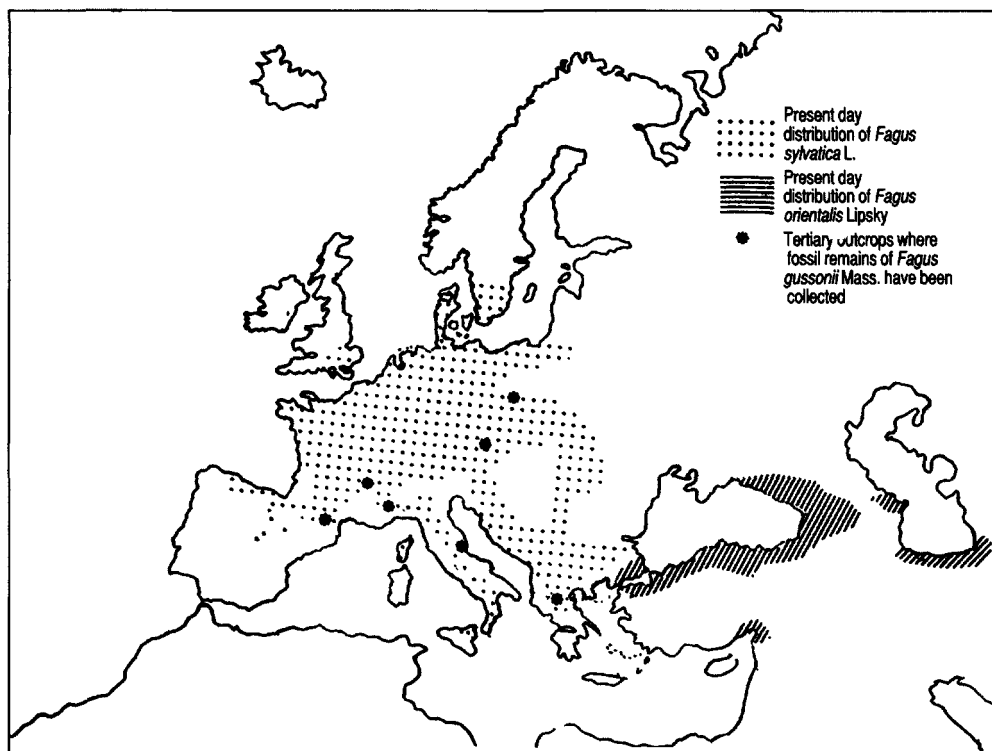 Present day
distribution of Fagus
sylvatica L.
Present day
distribution of Fagus
orientalis Lipsky
Tertiary outcrops where
fossil remains of Fagus
gussonii Mass. have been
collected